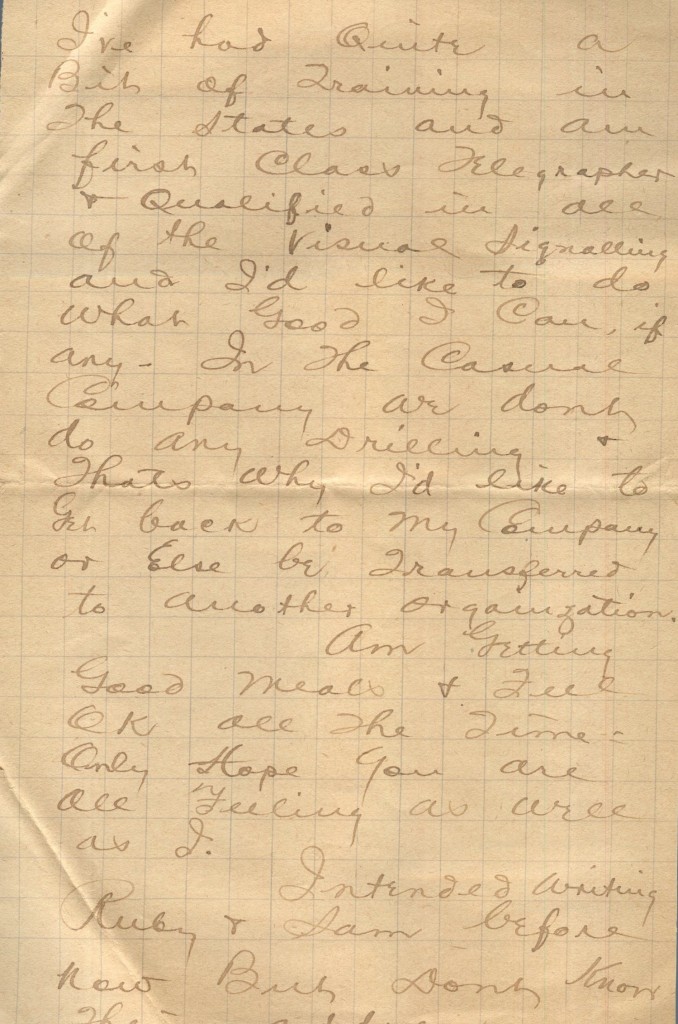 I've had Quite a
Bit of Training in
The States and am
first Class Telegrapher
& Qualified in all
of the Visual Signalling
and I'd like to do
what Good I Can, if
any - In The Casual
Company we dont
do any Drilling &
Thats why I'd like to
Get back to my Company
or Else be Transferred
to another organization.
Am Getting
Good meals & Feel
OK all The Time -
Only Hope you are
all Feeling as well
as I.
Intended writing
Ruby & Sam before
now But Dont Know